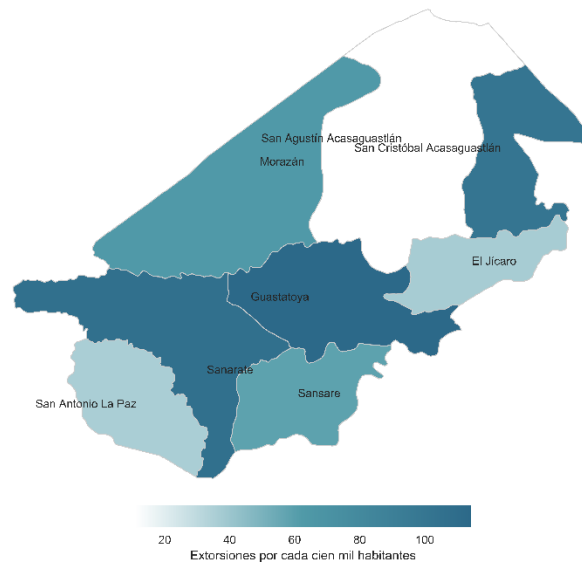 San Agustín Acasaguastlán
San Cristóbal Acasaguastlán
Morazán
El Jícaro
Guastatoya
Sanarate
Sansare
San Antonio La Paz
20 40 60 80 100
Extorsiones por cada cien mil habitantes